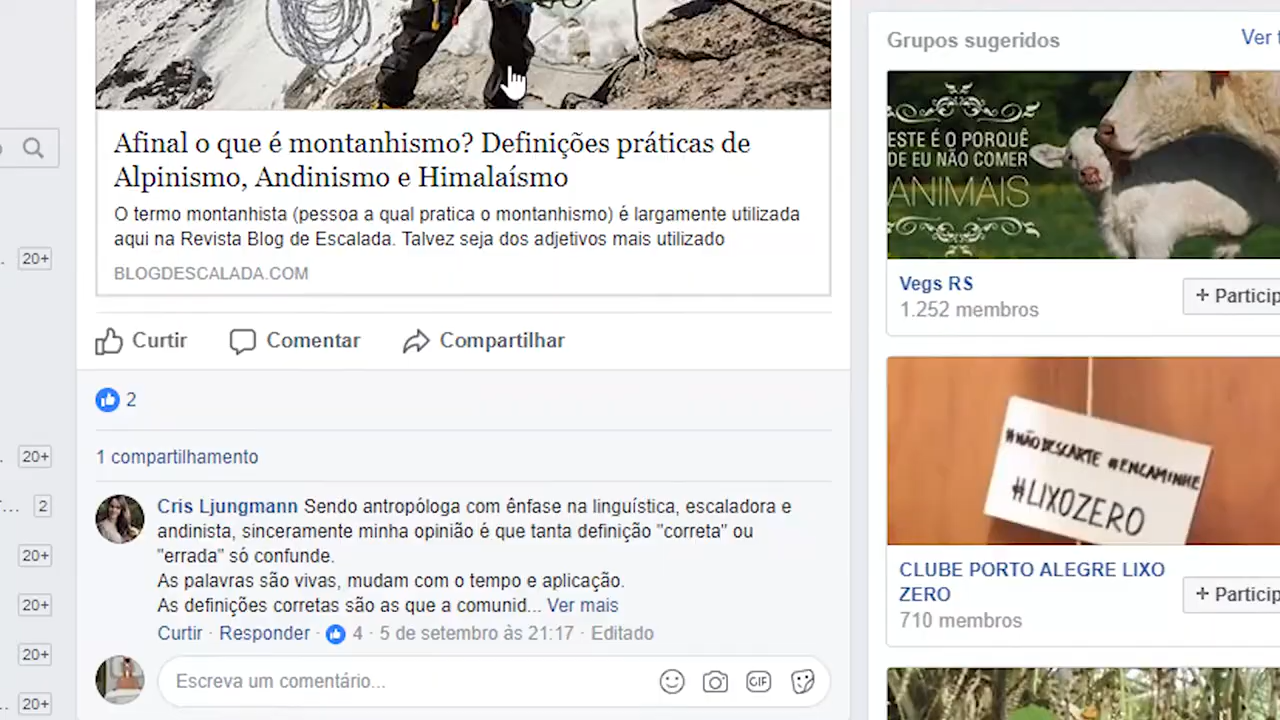 Afinal o que é montanhismo? Definições práticas de
Alpinismo, Andinismo e Himalaísmo
O termo montanhista (pessoa a qual pratica o montanhismo) é largamente utilizada
aqui na Revista Blog de Escalada. Talvez seja dos adjetivos mais utilizado
BLOGDESCALADA.COM
Curtir Comentar Compartilhar
2
1 compartilhamento
Cris Ljungmann Sendo antropóloga com ênfase na linguística, escaladora e
andinista, sinceramente minha opinião é que tanta definição "correta" ou
"errada" só confunde.
As palavras são vivas, mudam com o tempo e aplicação.
As definições corretas são as que a comunid... Ver mais
Curtir · Responder · 4 · 5 de setembro às 21:17 · Editado
Escreva um comentário...
GIF
20+
20+
2
20+
20+
20+
20+
Grupos sugeridos
Ver
ESTE É O PORQUÊ
DE EU NÃO COMER
ANIMAIS
Vegs RS
1.252 membros
+ Particip
#NÃO DESCARTE #ENCAMINHE
#LIXOZERO
CLUBE PORTO ALEGRE LIXO
ZERO
+ Particip
710 membros